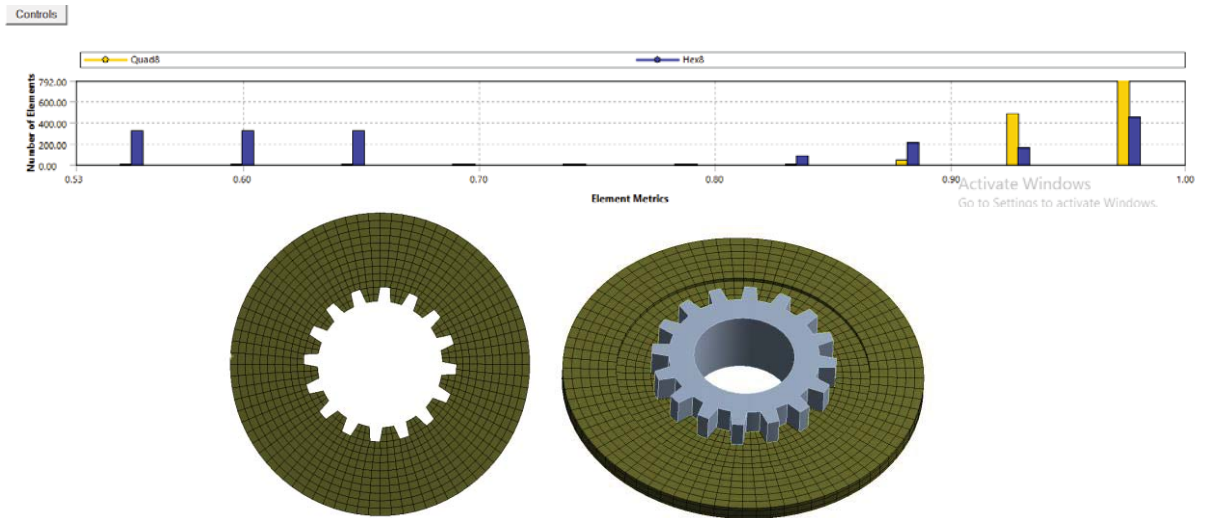 Controls
Quad8
Hex8
Number of Elements
792.00
600.00
400.00
200.00
0.00
0.53
0.60
0.70
0.80
0.90
1.00
Element Metrics
Activate Windows
Go to Settings to activate Windows.